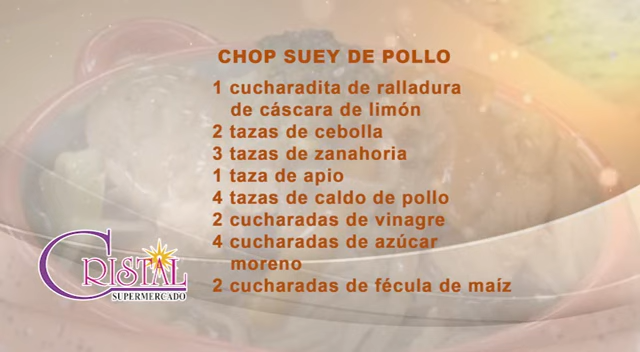 CHOP SUEY DE POLLO
1 cucharadita de ralladura
de cáscara de limón
2 tazas de cebolla
3 tazas de zanahoria
1 taza de apio
4 tazas de caldo de pollo
2 cucharadas de vinagre
4 cucharadas de azúcar
moreno
2 cucharadas de fécula de maíz
CRISTAL
SUPERMERCADO